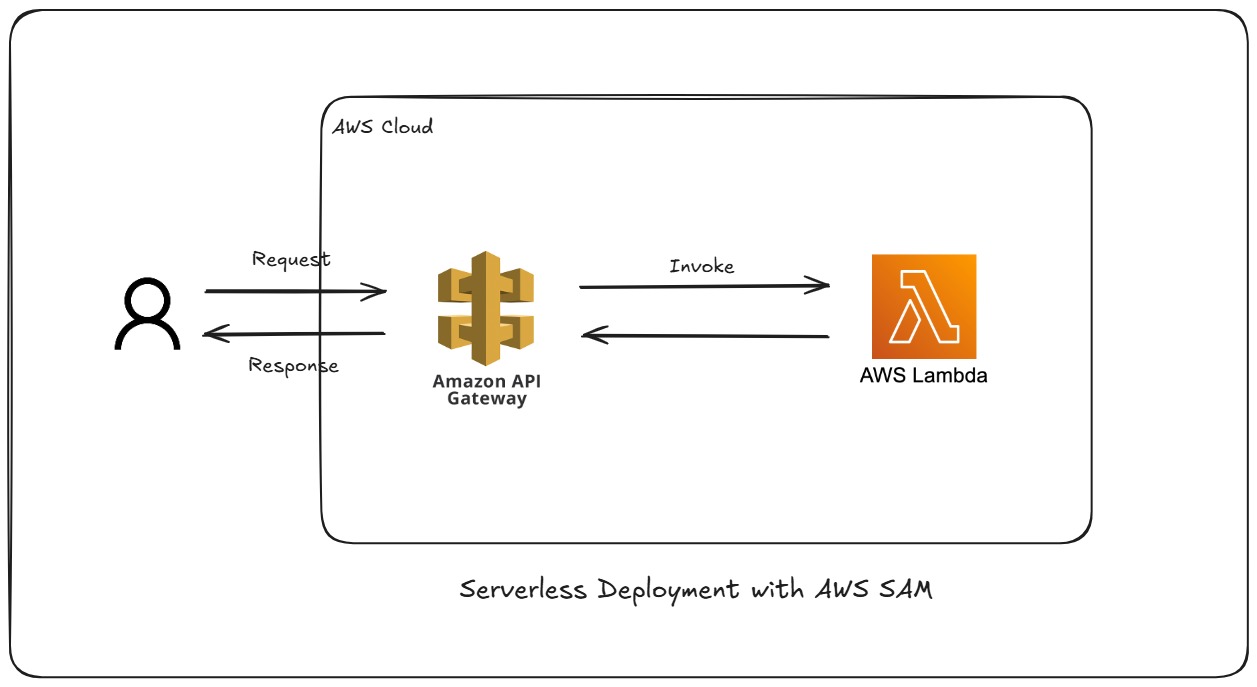 AWS Cloud
Request
Invoke
Response
Amazon API
Gateway
AWS Lambda
Serverless Deployment with AWS SAM